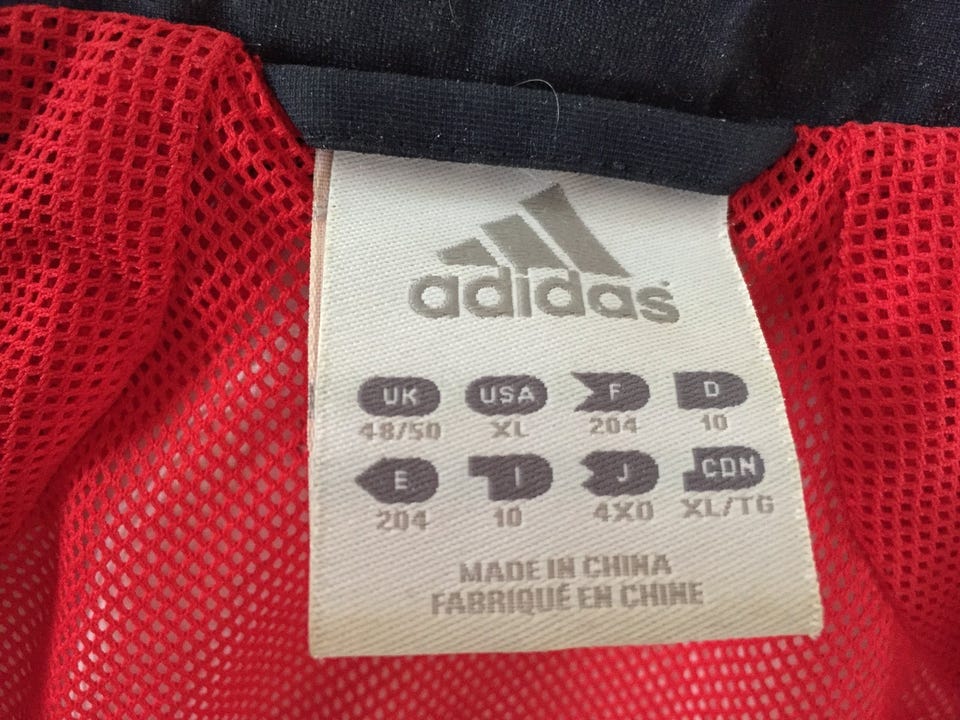 adidas
UK USA F D
48/50 XL 204 10
E I J CDN
204 10 4XO XL/TG
MADE IN CHINA
FABRIQUÉ EN CHINE